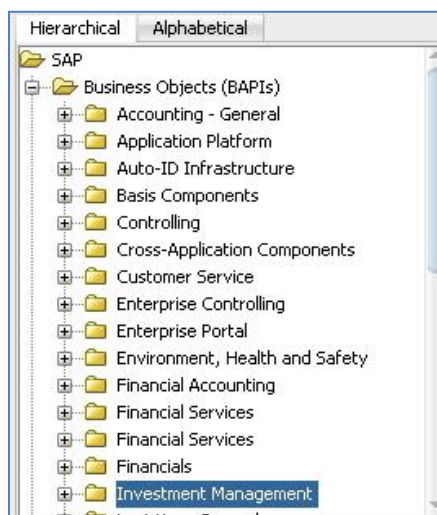 Hierarchical Alphabetical
SAP
Business Objects (BAPIs)
Accounting - General
Application Platform
Auto-ID Infrastructure
Basis Components
Controlling
Cross-Application Components
Customer Service
Enterprise Controlling
Enterprise Portal
Environment, Health and Safety
Financial Accounting
Financial Services
Financial Services
Financials
Investment Management